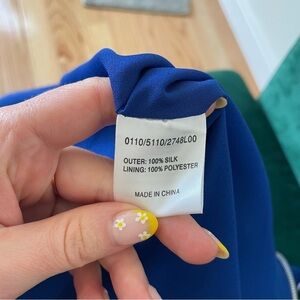 0110/5110/2748L00
OUTER: 100% SILK
LINING: 100% POLYESTER
MADE IN CHINA